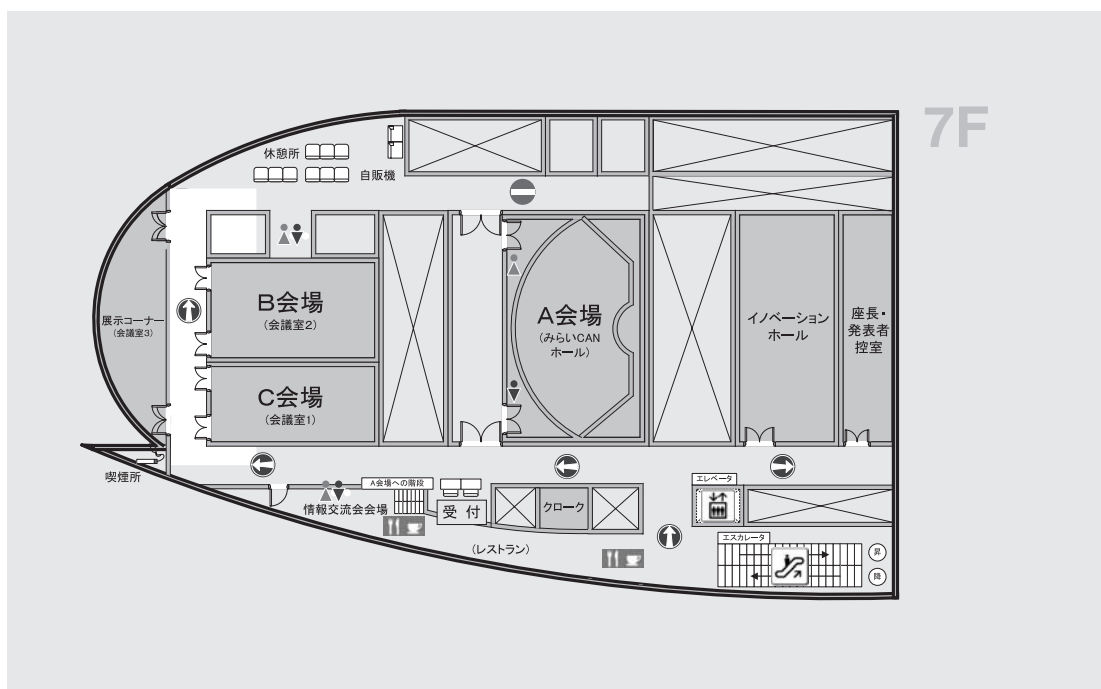 7F
休憩所
自販機
B会場
(会議室2)
A会場
(みらいCAN
ホール)
イノベーション
ホール
座長・
発表者
控室
展示コーナー
(会議室3)
C会場
(会議室1)
喫煙所
A会場への階段
情報交流会会場
受付
クローク
エレベータ
(レストラン)
エスカレータ
昇
降